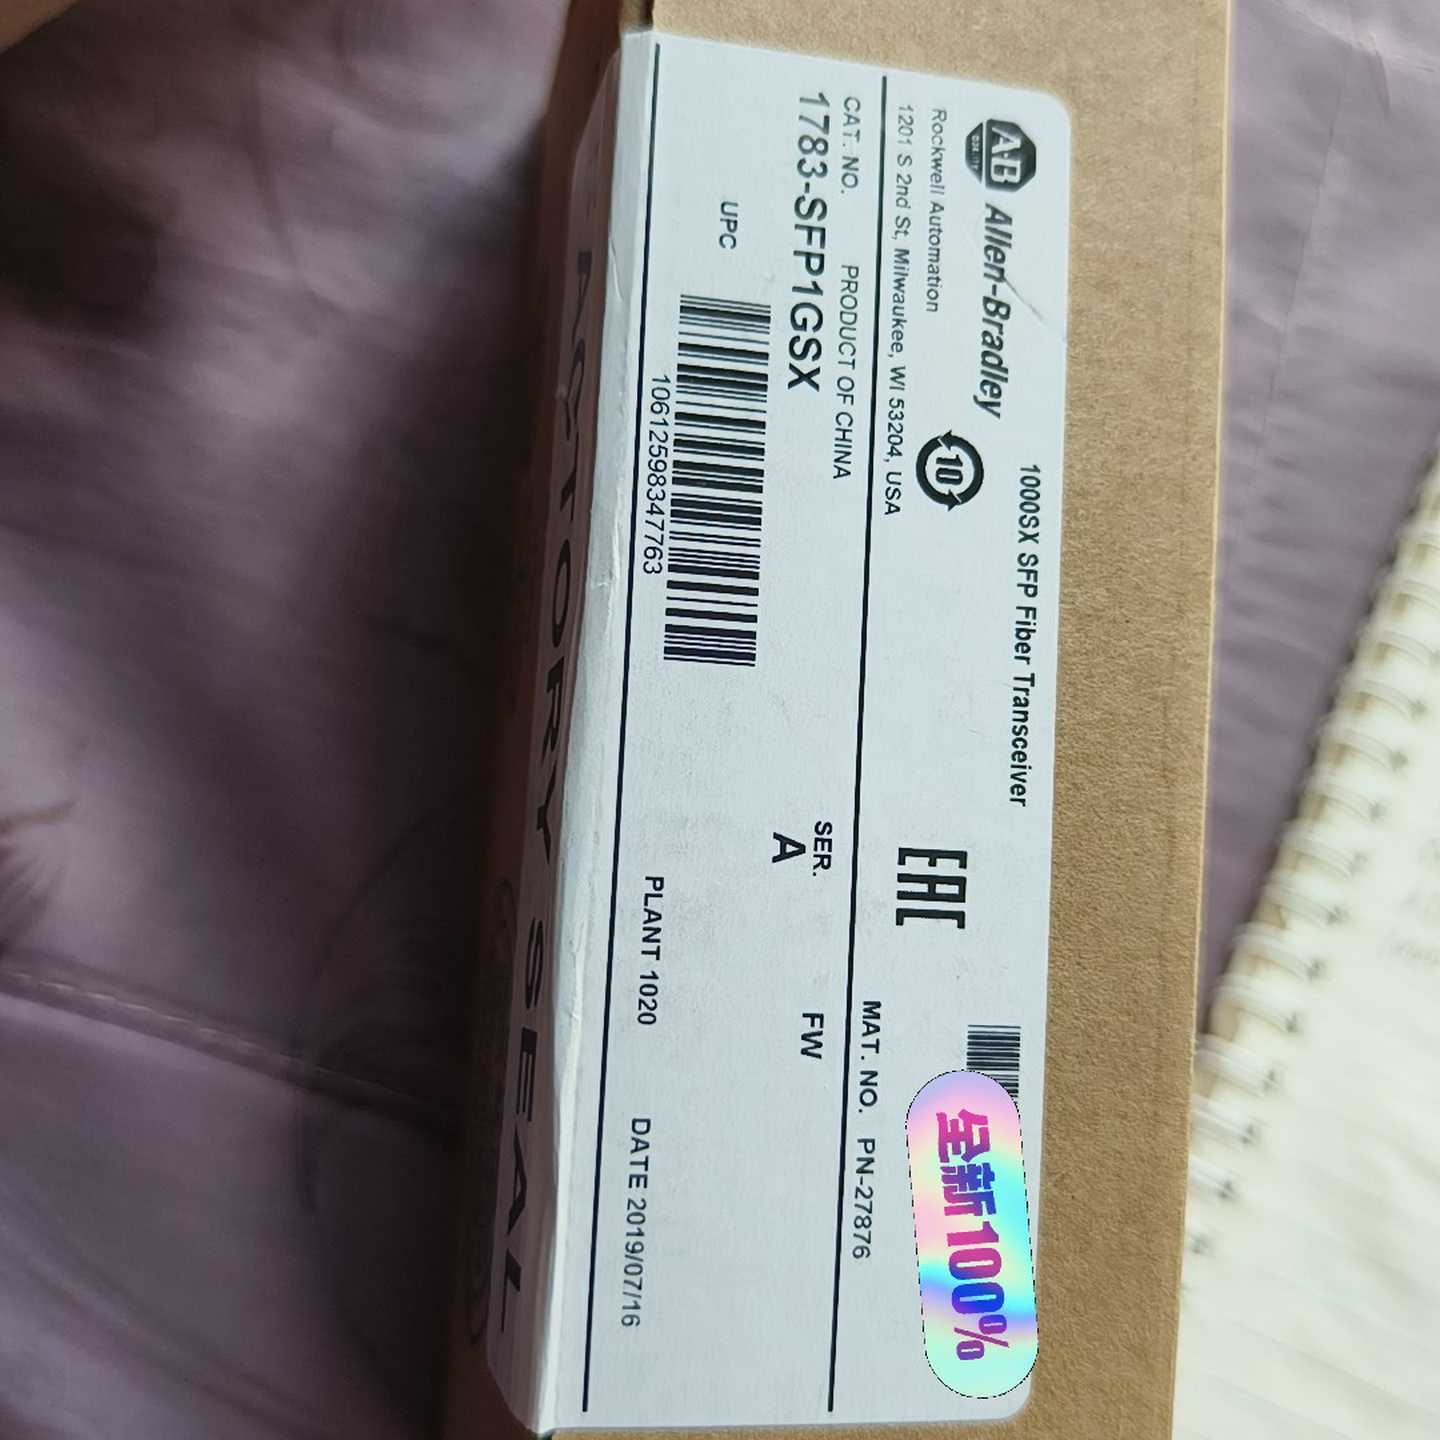 A-B
QUALITY
Allen-Bradley
1000SX SFP Fiber Transceiver
Rockwell Automation
1201 S 2nd St, Milwaukee, WI 53204, USA
10
EAC
全新100%
CAT. NO.
PRODUCT OF CHINA
1783-SFP1GSX
SER.
A
FW
MAT. NO. PN-27876
UPC
10612598347763
PLANT 1020
DATE 2019/07/16
FACTORY SEAL